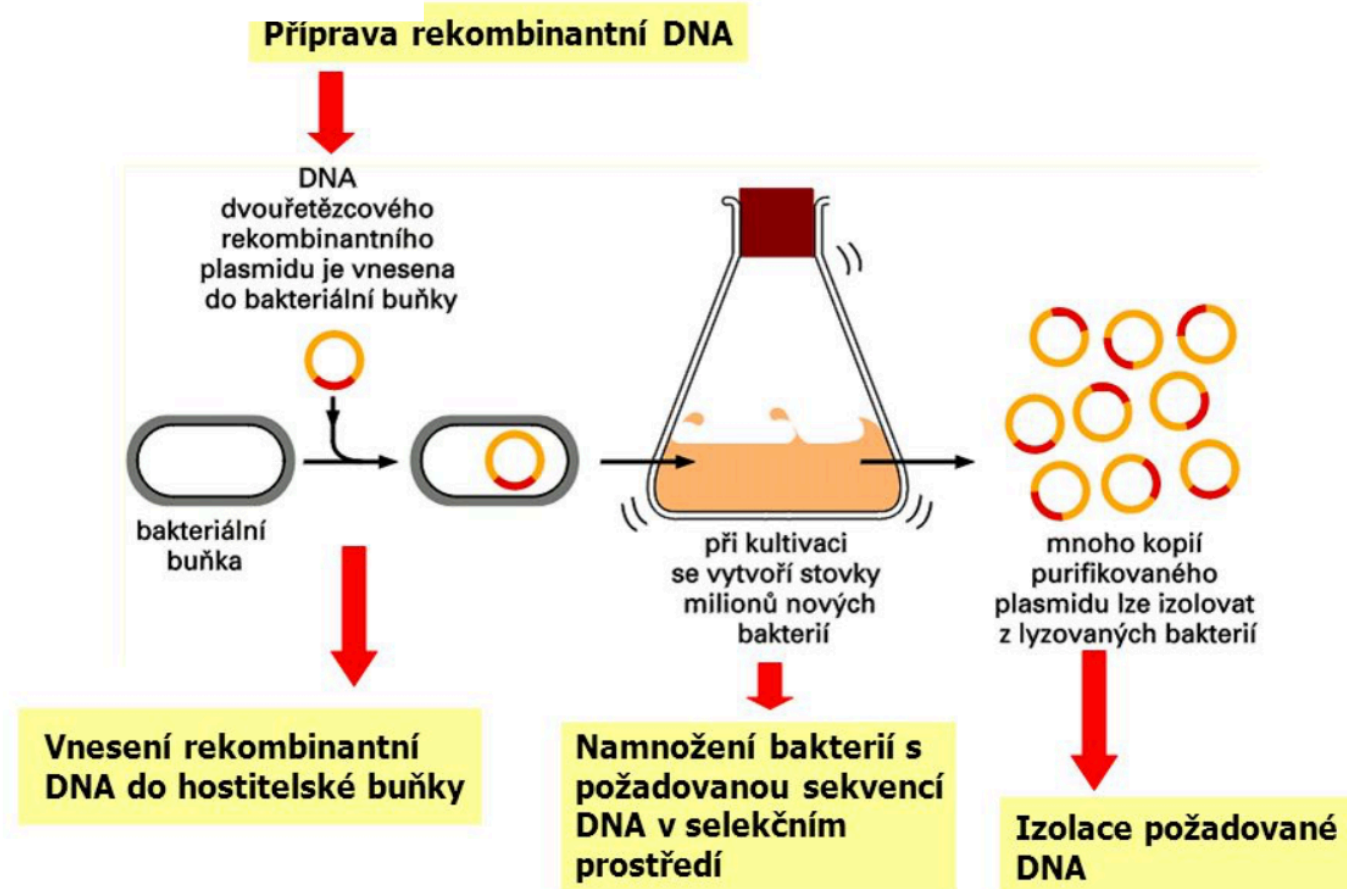 Příprava rekombinantní DNA
DNA
dvouřetězcového
rekombinantního
plasmidu je vnesena
do bakteriální buňky
bakteriální
buňka
při kultivaci
se vytvoří stovky
milionů nových
bakterií
mnoho kopií
purifikovaného
plasmidu lze izolovat
z lyzovaných bakterií
Vnesení rekombinantní
DNA do hostitelské buňky
Namnožení bakterií s
požadovanou sekvencí
DNA v selekčním
prostředí
Izolace požadované
DNA